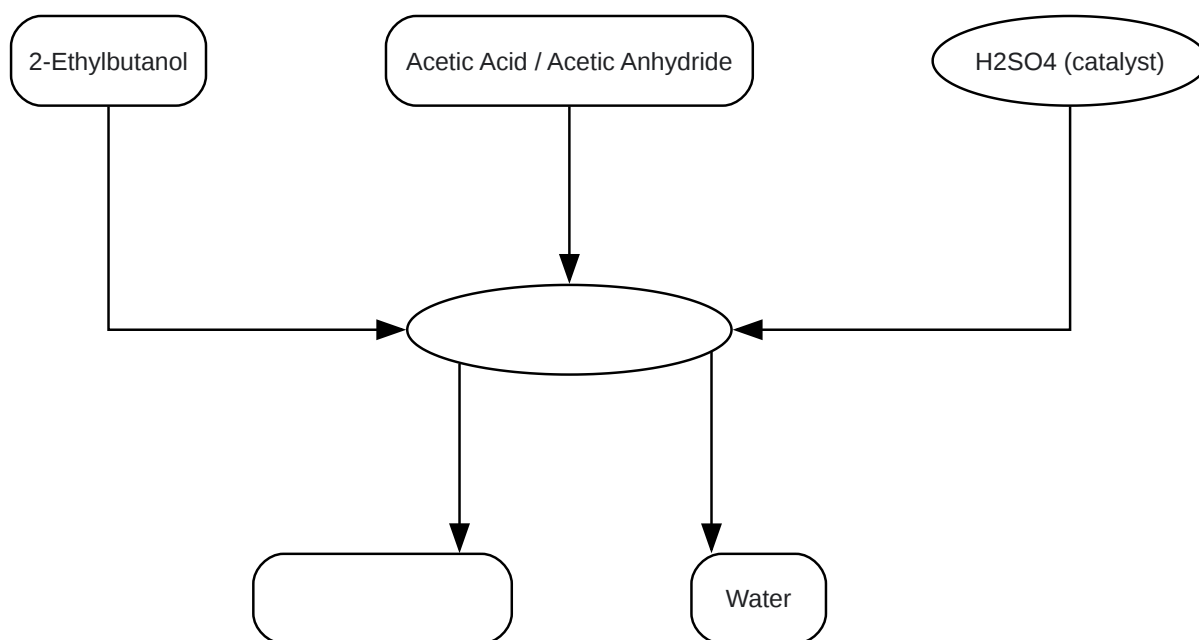 2-Ethylbutanol
Acetic Acid / Acetic Anhydride
H2SO4 (catalyst)
Water